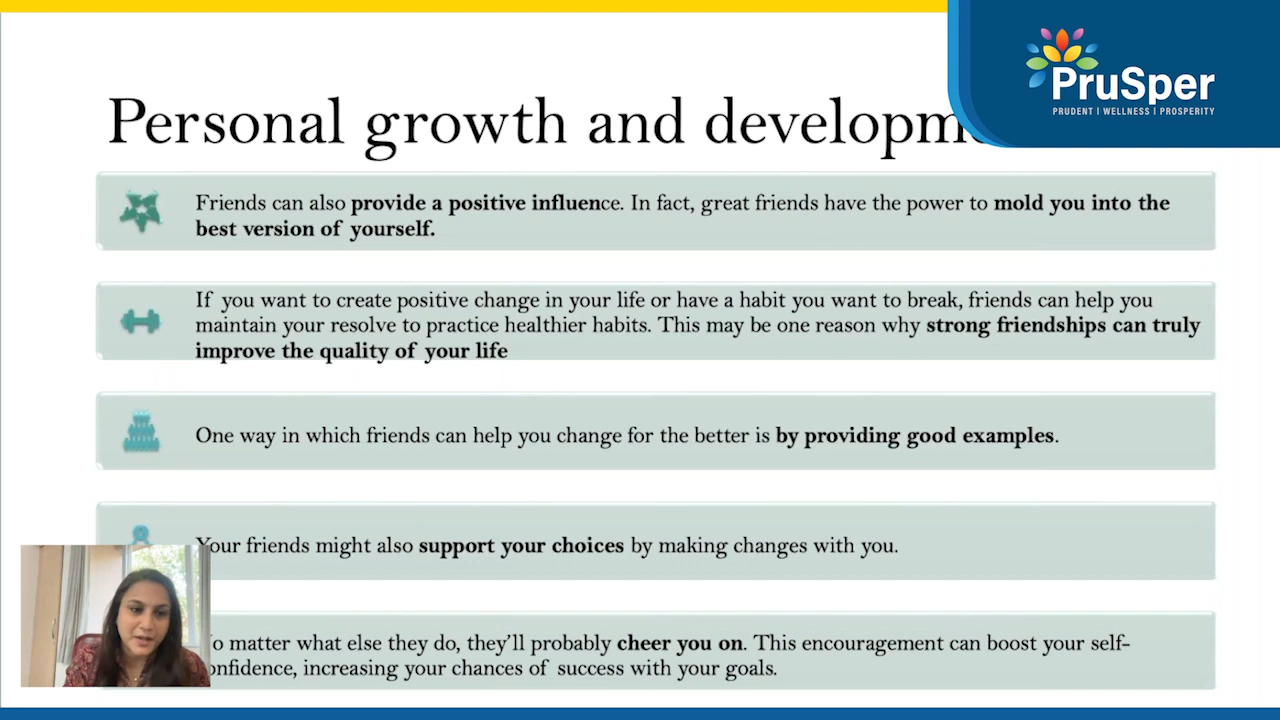 PruSper
PRUDENT | WELLNESS | PROSPERITY
Personal growth and developm
Friends can also provide a positive influence. In fact, great friends have the power to mold you into the
best version of yourself.
If you want to create positive change in your life or have a habit you want to break, friends can help you
maintain your resolve to practice healthier habits. This may be one reason why strong friendships can truly
improve the quality of your life
One way in which friends can help you change for the better is by providing good examples.
Your friends might also support your choices by making changes with you.
No matter what else they do, they'll probably cheer you on. This encouragement can boost your self-
onfidence, increasing your chances of success with your goals.